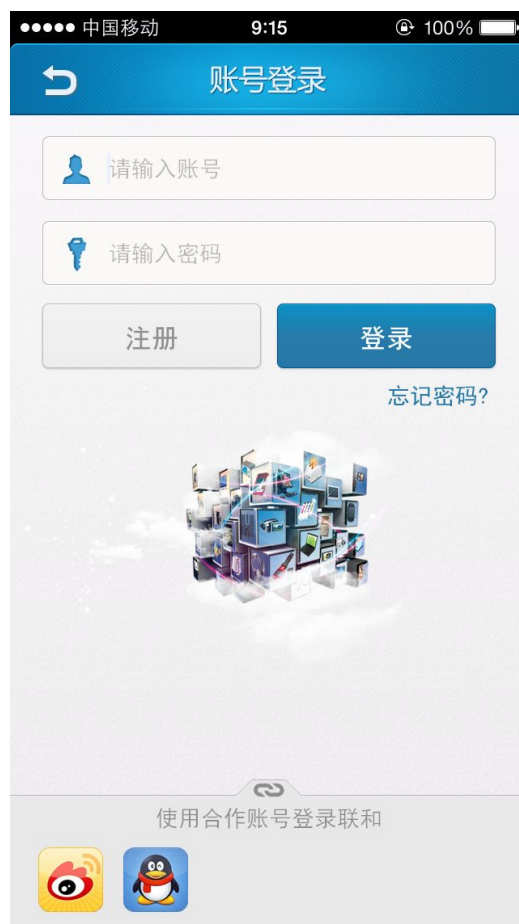 中国移动 9:15 100%
账号登录
请输入账号
请输入密码
注册 登录
忘记密码?
使用合作账号登录联和